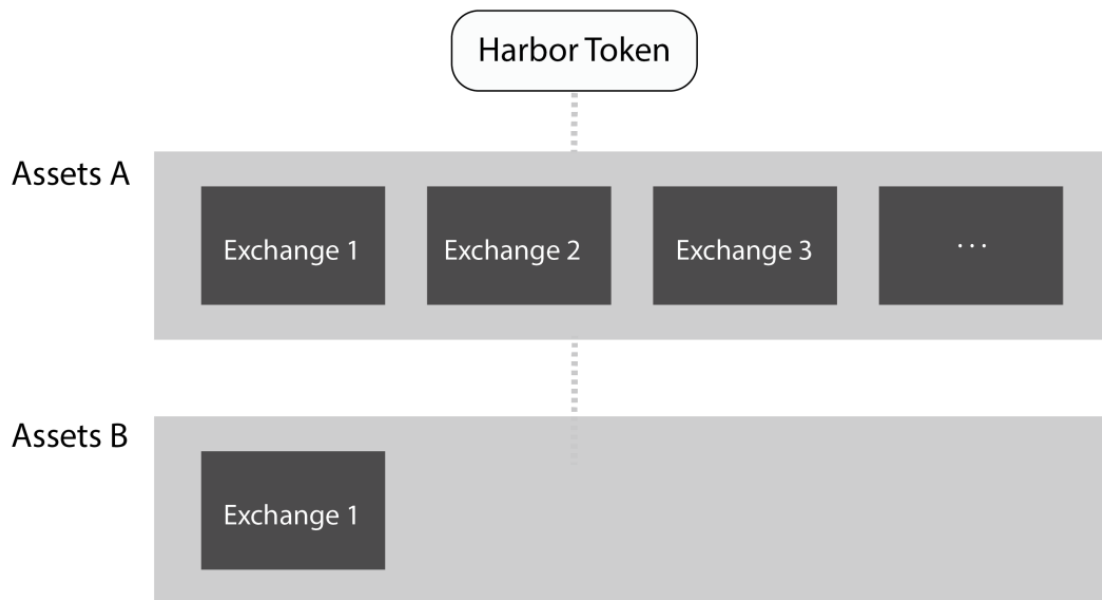 Harbor Token
Assets A
Exchange 1
Exchange 2
Exchange 3
...
Assets B
Exchange 1